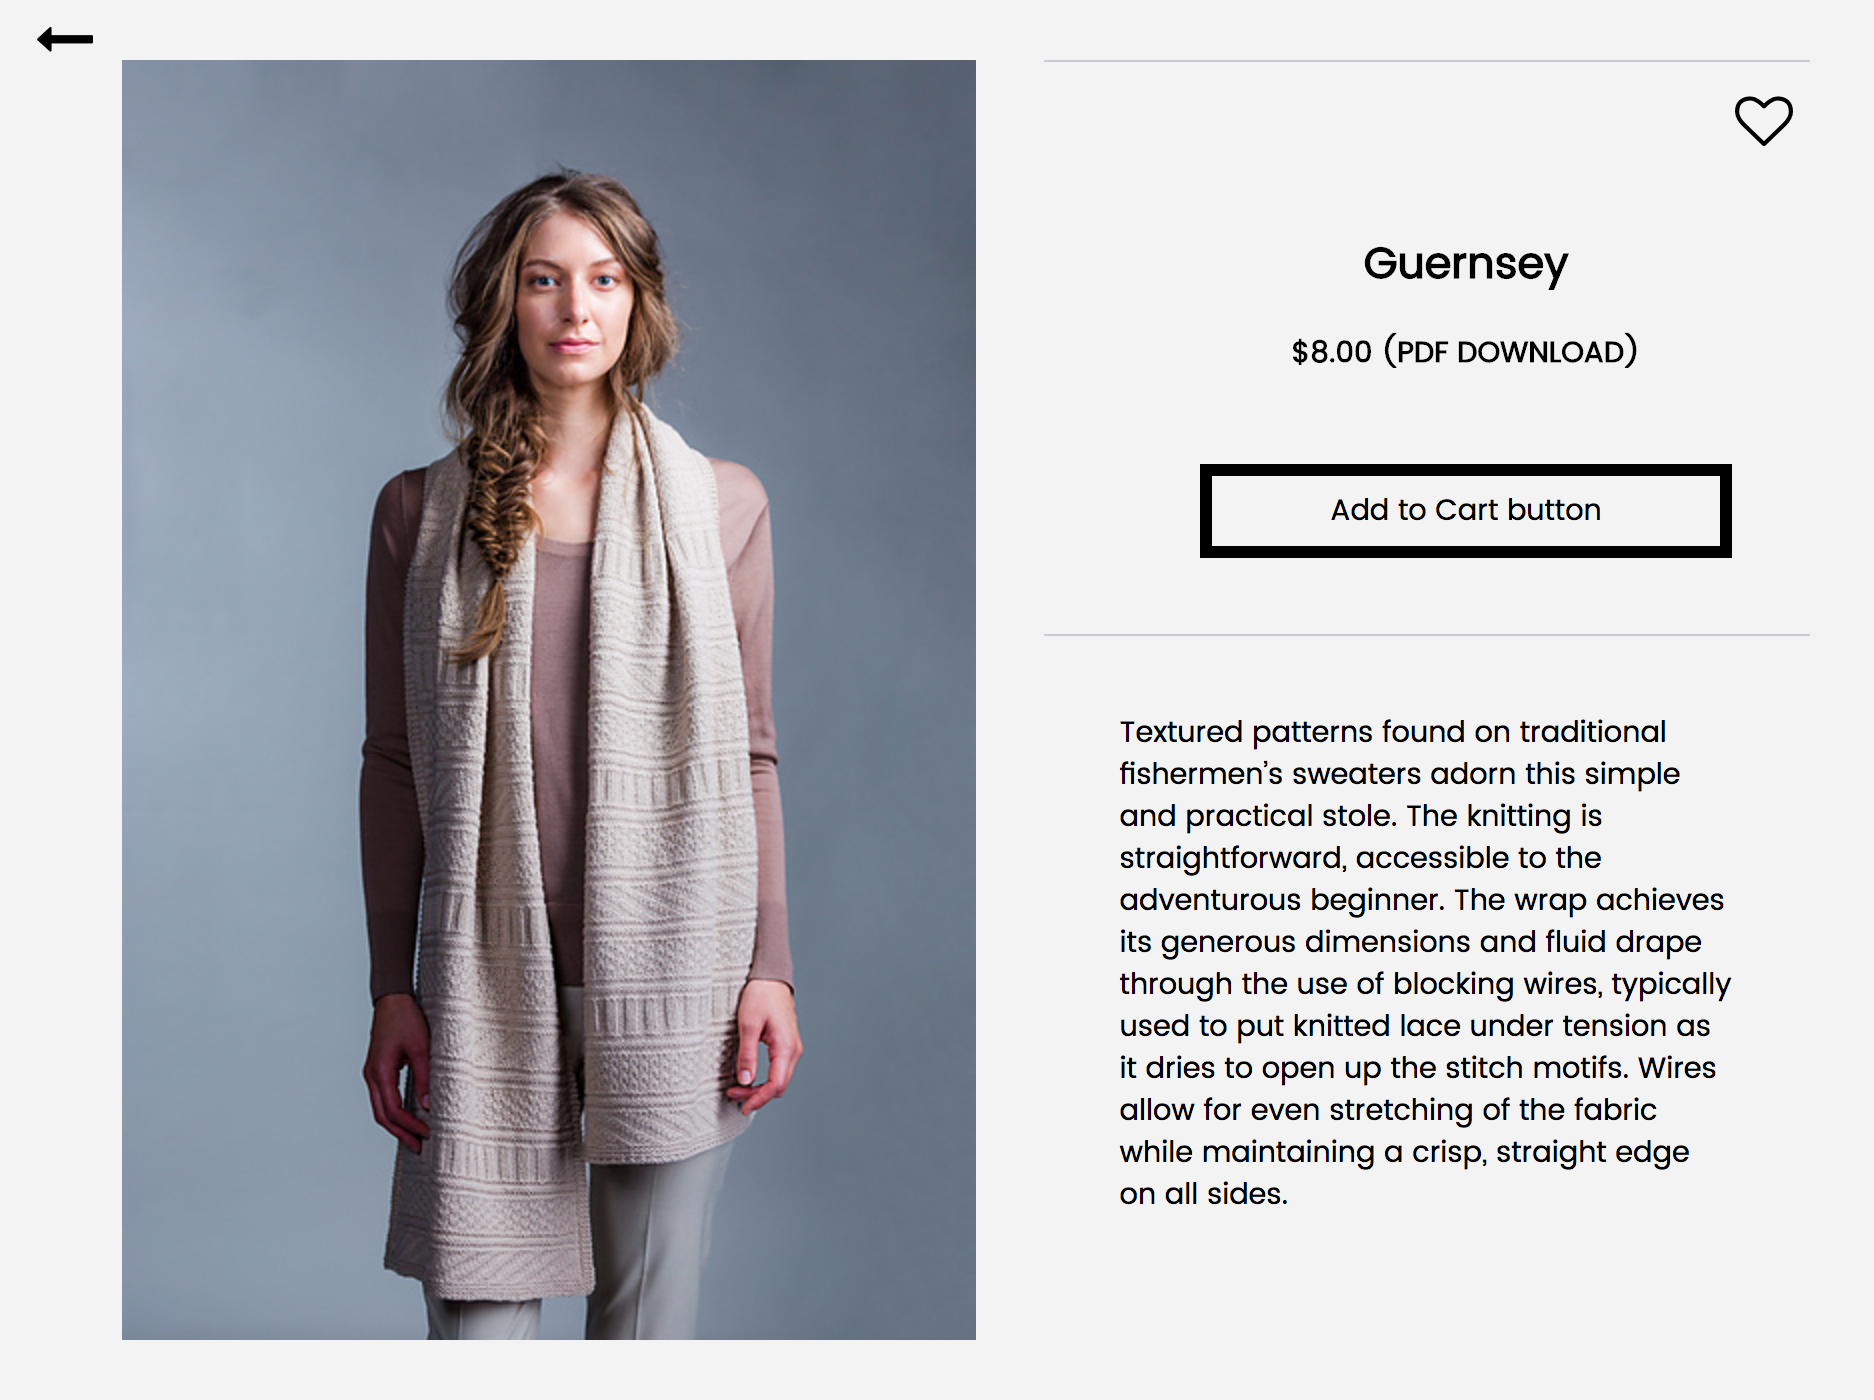 Guernsey
$8.00 (PDF DOWNLOAD)
Add to Cart button
Textured patterns found on traditional
fishermen’s sweaters adorn this simple
and practical stole. The knitting is
straightforward, accessible to the
adventurous beginner. The wrap achieves
its generous dimensions and fluid drape
through the use of blocking wires, typically
used to put knitted lace under tension as
it dries to open up the stitch motifs. Wires
allow for even stretching of the fabric
while maintaining a crisp, straight edge
on all sides.